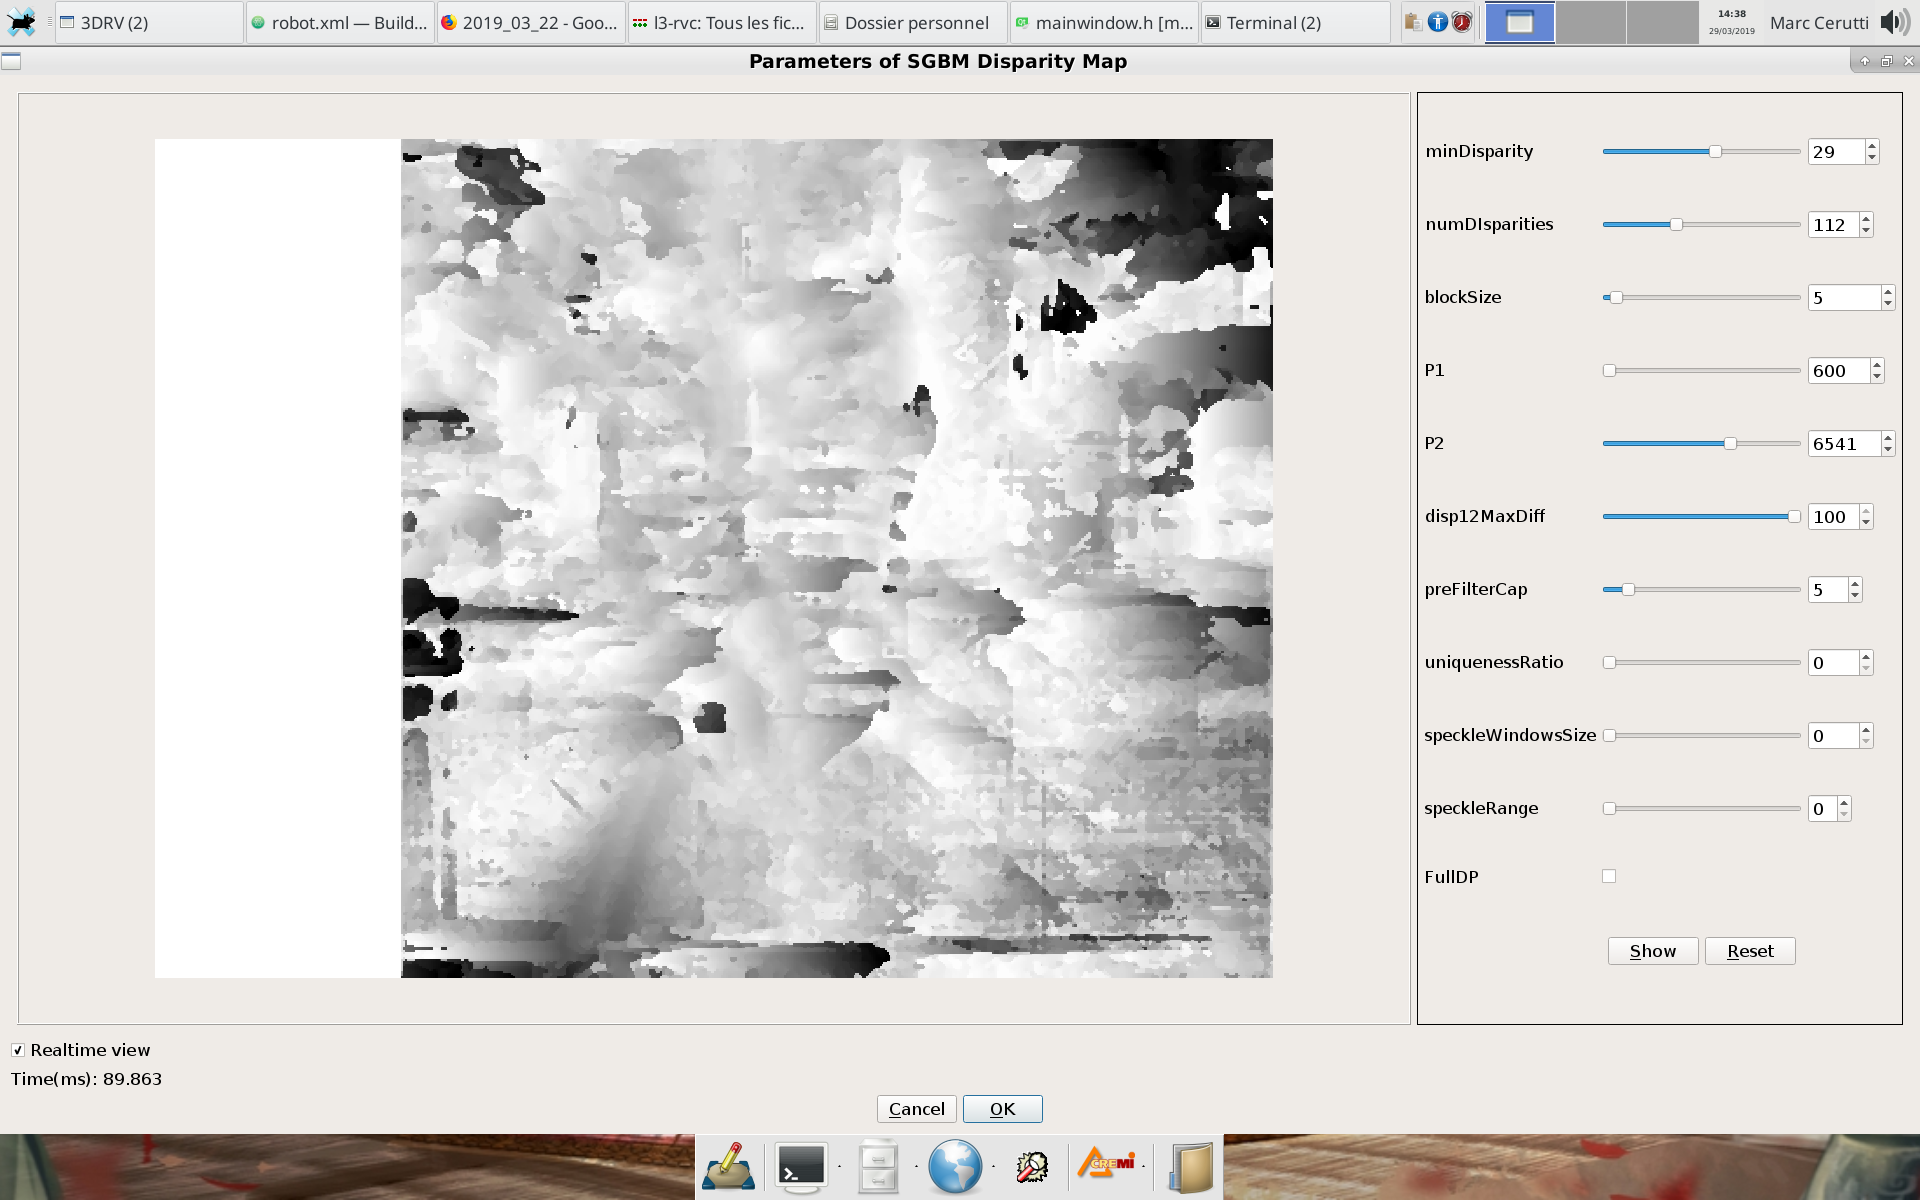 3DRV (2)
robot.xml — Build...
2019_03_22 - Goo...
l3-rvc: Tous les fic...
Dossier personnel
mainwindow.h [m...
Terminal (2)
14:38
29/03/2019
Marc Cerutti
Parameters of SGBM Disparity Map
minDisparity 29
numDIsparities 112
blockSize 5
P1 600
P2 6541
disp12MaxDiff 100
preFilterCap 5
uniquenessRatio 0
speckleWindowsSize 0
speckleRange 0
FullDP
Show Reset
Realtime view
Time(ms): 89.863
Cancel OK
CREMI